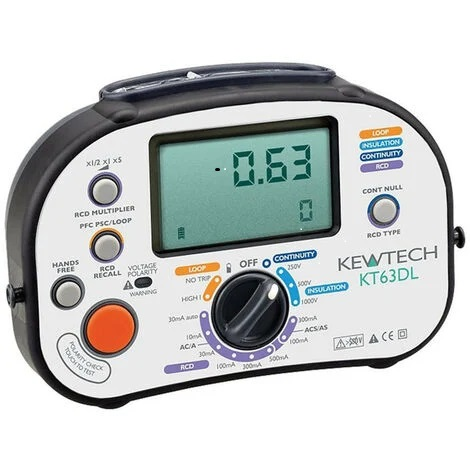 x1/2 x1 x5
RCD MULTIPLIER
PFC PSC/LOOP
HANDS
FREE
RCD
RECALL
VOLTAGE
POLARITY
WARNING
POLARITY CHECK
TOUCH TO TEST
-0.63
0
LOOP
INSULATION
CONTINUITY
RCD
CONT NULL
RCD TYPE
KEWTECH
KT63DL
OFF
CONTINUITY
250V
500V
INSULATION
1000V
LOOP
NO TRIP
HIGH I
30mA auto
10mA
AC/A
30mA
RCD
100mA
300mA
500mA
100mA
30mA
ACS/AS
300mA
CE